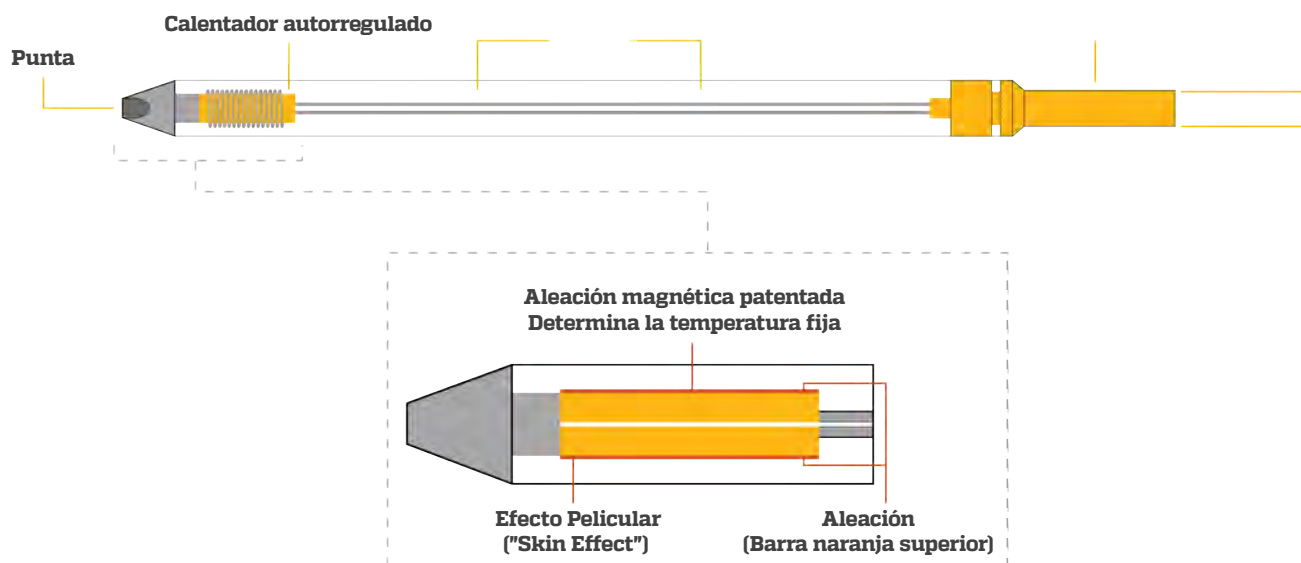 Calentador autorregulado
Punta
Aleación magnética patentada
Determina la temperatura fija
Efecto Pelicular
("Skin Effect")
Aleación
(Barra naranja superior)